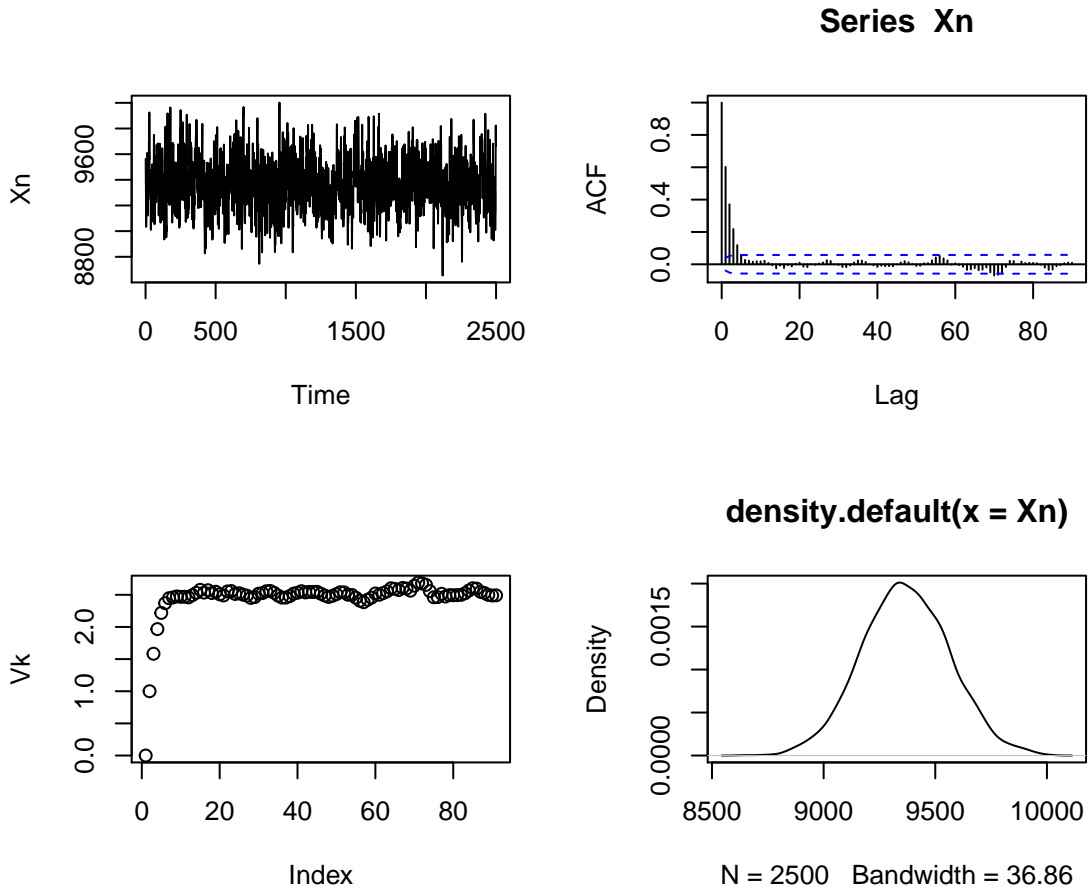 Series  Xn
Xn
8800
9600
0
500
1500
2500
Time
ACF
0.0
0.4
0.8
0
20
40
60
80
Lag
density.default(x = Xn)
Vk
0.0
1.0
2.0
0
20
40
60
80
Index
Density
0.0000
0.0015
8500
9000
9500
10000
N = 2500   Bandwidth = 36.86